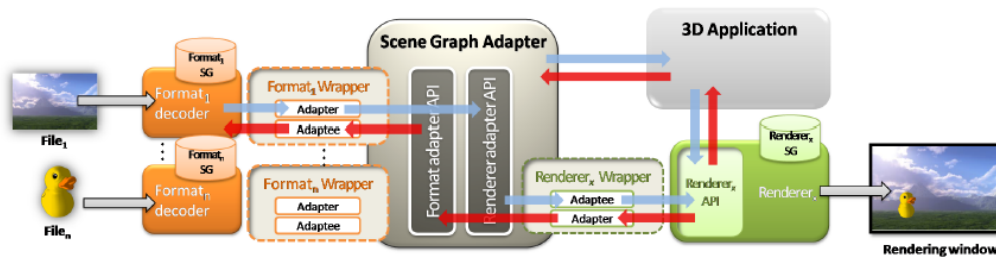 Scene Graph Adapter
3D Application
Format₁
SG
Format₁
decoder
File₁
Format₁ Wrapper
Adapter
Adaptee
Formatₙ
SG
Formatₙ
decoder
Fileₙ
Formatₙ Wrapper
Adapter
Adaptee
Format adapter API
Renderer adapter API
Rendererₓ Wrapper
Adaptee
Adapter
Rendererₓ
API
Rendererₓ
SG
Rendererₓ
Rendering window